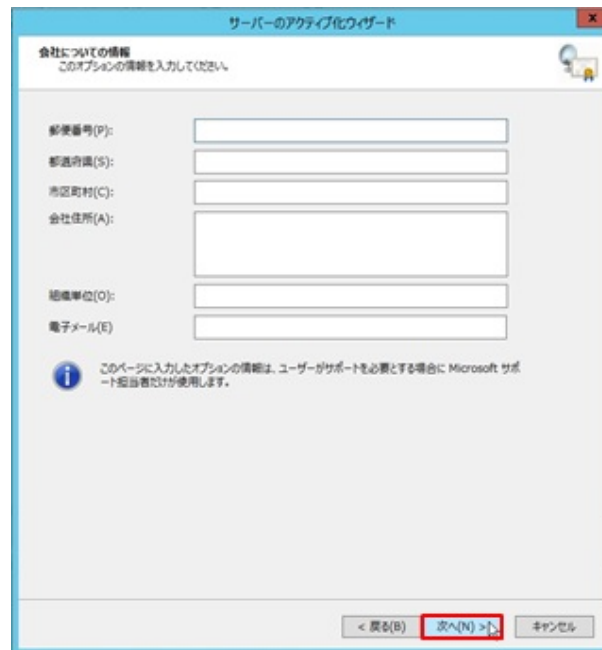 サーバーのアクティブ化ウィザード
x
会社についての情報
このオプションの情報を入力してください。
郵便番号(P):
都道府県(S):
市区町村(C):
会社住所(A):
組織単位(O):
電子メール(E)
このページに入力したオプションの情報は、ユーザーがサポートを必要とする場合に Microsoft サポ
ート担当者だけが使用します。
< 戻る(B)
次へ(N) >
キャンセル